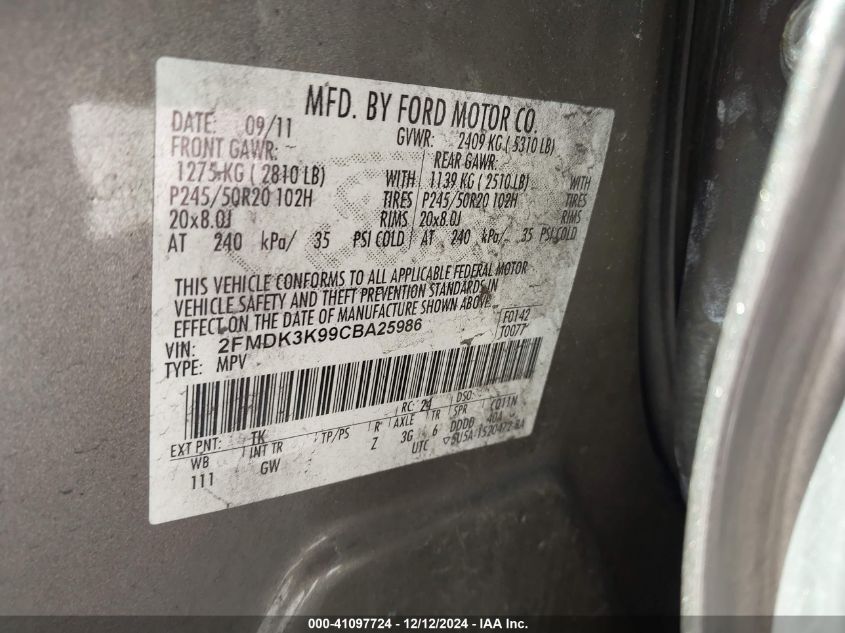 MFD. BY FORD MOTOR CO.
DATE: 09/11 GVWR: 2409 KG ( 5310 LB)
FRONT GAWR: REAR GAWR:
1275 KG ( 2810 LB) WITH 1139 KG ( 2510 LB) WITH
P245/50R20 102H TIRES P245/50R20 102H TIRES
20x8.0J RIMS 20x8.0J RIMS
AT 240 kPa/ 35 PSI COLD AT 240 kPa/ 35 PSI COLD
THIS VEHICLE CONFORMS TO ALL APPLICABLE FEDERAL MOTOR
VEHICLE SAFETY AND THEFT PREVENTION STANDARDS IN
EFFECT ON THE DATE OF MANUFACTURE SHOWN ABOVE.
VIN: 2FMDK3K99CBA25986
F0142
T0077
TYPE: MPV
RC: 24 DSO:
EXT PNT: TK
WB INT TR TP/PS R AXLE TR SPR
111 GW Z 3G 6 DDDD
UTC
000-41097724 - 12/12/2024 - IAA Inc.